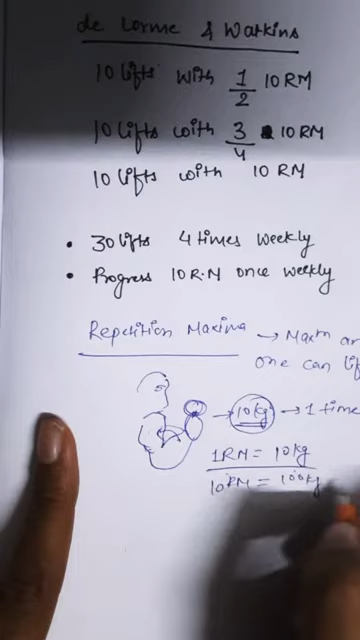 de Lorme & Watkins
10 lifts with 1/2 10 RM
10 lifts with 3/4 10 RM
10 lifts with 10 RM
• 30 lifts 4 times weekly
• Progress 10 R.M once weekly
Repetition Maxima → Maxm
one can
10kg → 1 time
1RM = 10kg
10RM = 100kg